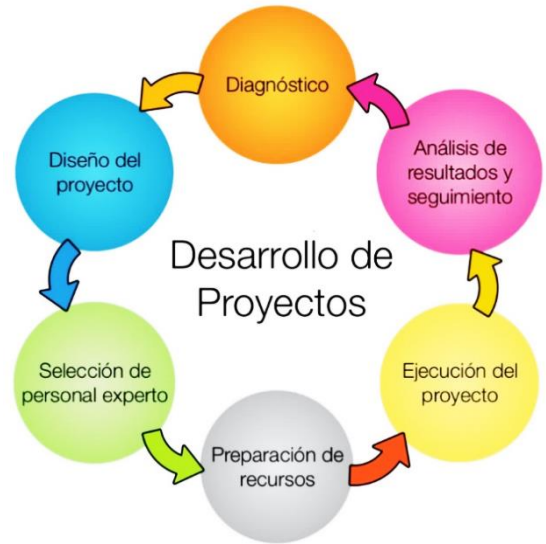 Diagnóstico
Diseño del
proyecto
Selección de
personal experto
Preparación de
recursos
Ejecución del
proyecto
Análisis de
resultados y
seguimiento
Desarrollo de
Proyectos